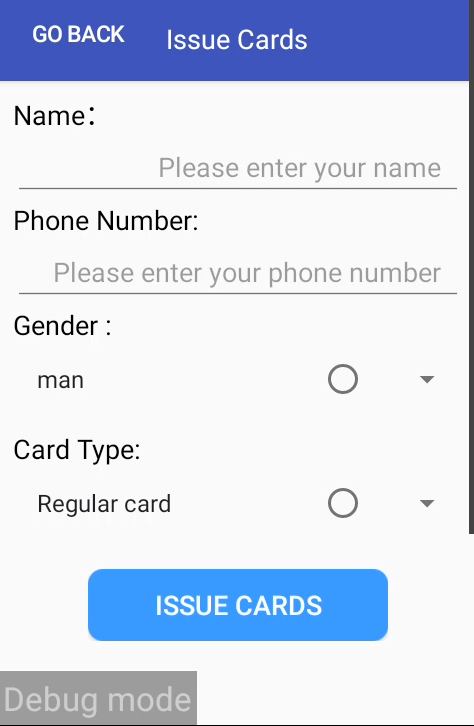 GO BACK
Issue Cards
Name：
Please enter your name
Phone Number:
Please enter your phone number
Gender :
man
Card Type:
Regular card
ISSUE CARDS
Debug mode